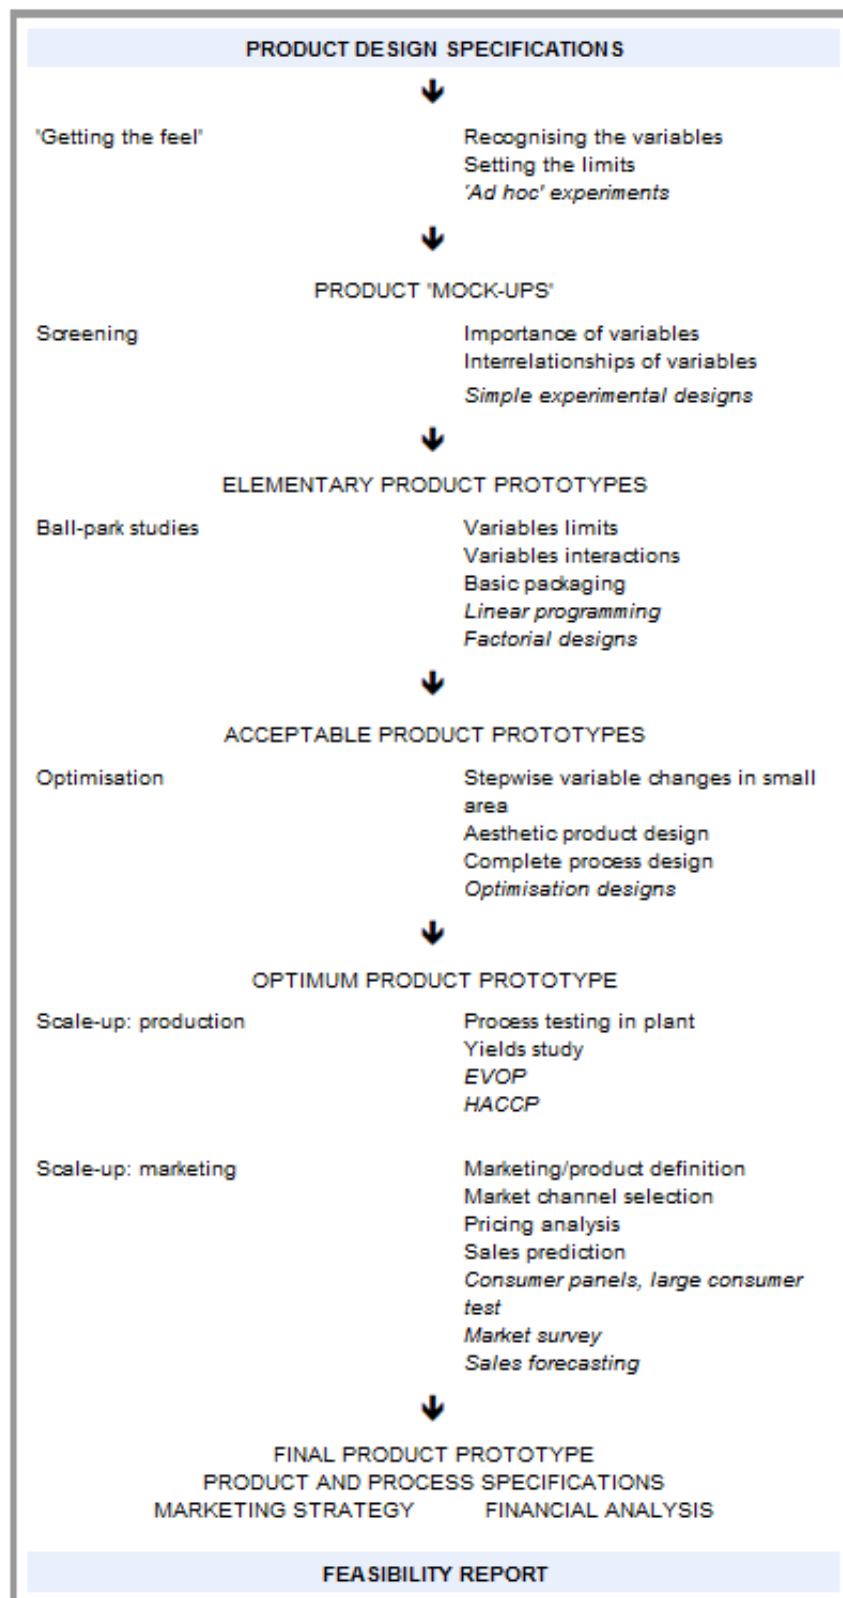 PRODUCT DESIGN SPECIFICATIONS
'Getting the feel'
Recognising the variables
Setting the limits
'Ad hoc' experiments
PRODUCT 'MOCK-UPS'
Screening
Importance of variables
Interrelationships of variables
Simple experimental designs
ELEMENTARY PRODUCT PROTOTYPES
Ball-park studies
Variables limits
Variables interactions
Basic packaging
Linear programming
Factorial designs
ACCEPTABLE PRODUCT PROTOTYPES
Optimisation
Stepwise variable changes in small
area
Aesthetic product design
Complete process design
Optimisation designs
OPTIMUM PRODUCT PROTOTYPE
Scale-up: production
Process testing in plant
Yields study
EVOP
HACCP
Scale-up: marketing
Marketing/product definition
Market channel selection
Pricing analysis
Sales prediction
Consumer panels, large consumer
test
Market survey
Sales forecasting
FINAL PRODUCT PROTOTYPE
PRODUCT AND PROCESS SPECIFICATIONS
MARKETING STRATEGY FINANCIAL ANALYSIS
FEASIBILITY REPORT